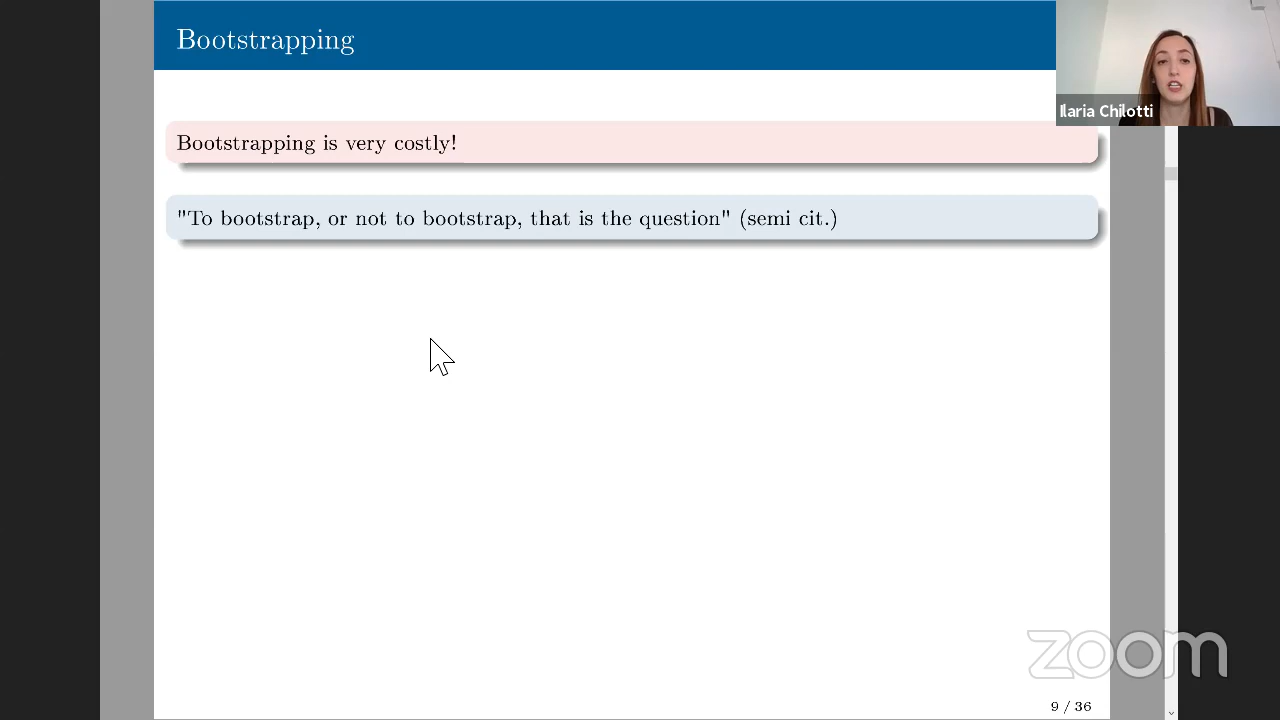 Bootstrapping
Ilaria Chilotti
Bootstrapping is very costly!
"To bootstrap, or not to bootstrap, that is the question" (semi cit.)
zoom
9 / 36